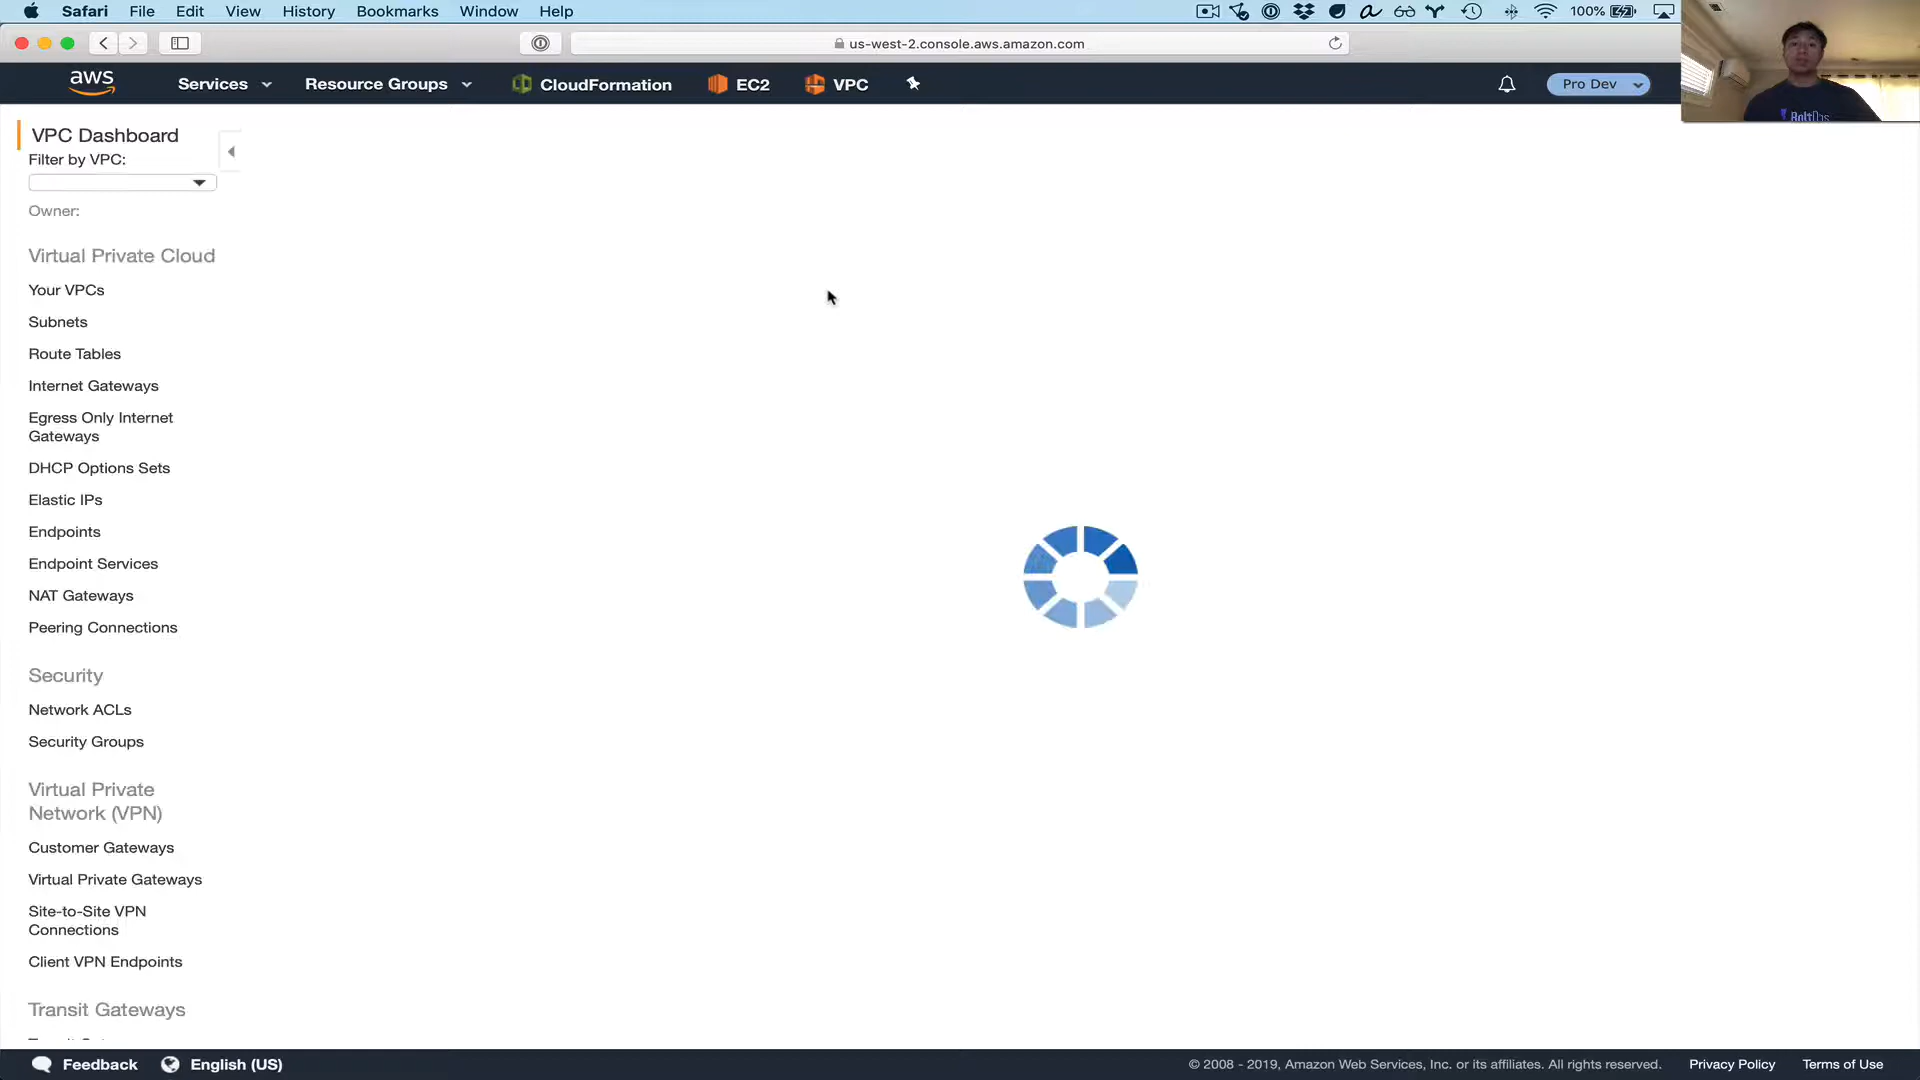 Safari File Edit View History Bookmarks Window Help 100%
us-west-2.console.aws.amazon.com
aws Services Resource Groups CloudFormation EC2 VPC Pro Dev
BoltOps
VPC Dashboard
Filter by VPC:
Owner:
Virtual Private Cloud
Your VPCs
Subnets
Route Tables
Internet Gateways
Egress Only Internet
Gateways
DHCP Options Sets
Elastic IPs
Endpoints
Endpoint Services
NAT Gateways
Peering Connections
Security
Network ACLs
Security Groups
Virtual Private
Network (VPN)
Customer Gateways
Virtual Private Gateways
Site-to-Site VPN
Connections
Client VPN Endpoints
Transit Gateways
Feedback English (US) © 2008 - 2019, Amazon Web Services, Inc. or its affiliates. All rights reserved. Privacy Policy Terms of Use